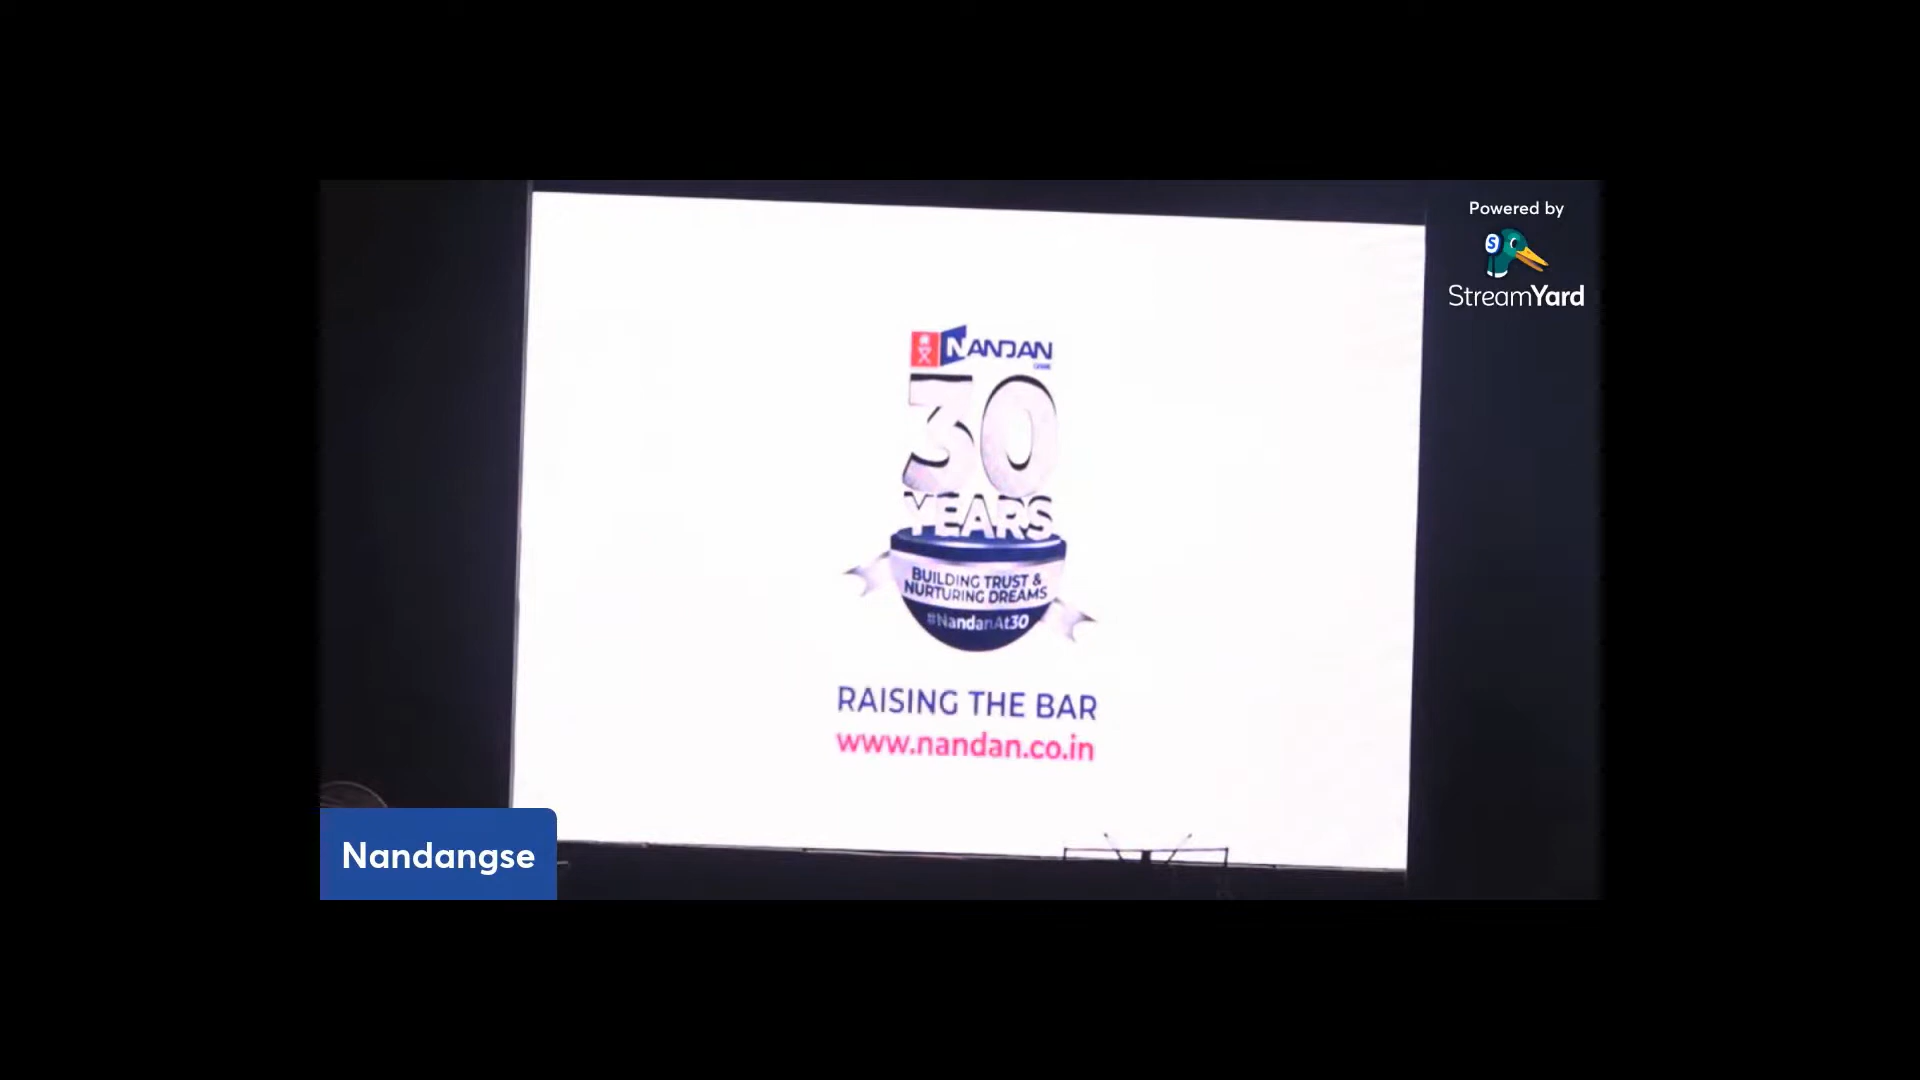 Powered by
S
StreamYard
NANDAN
30
YEARS
BUILDING TRUST &
NURTURING DREAMS
#NandanAt30
RAISING THE BAR
www.nandan.co.in
Nandangse